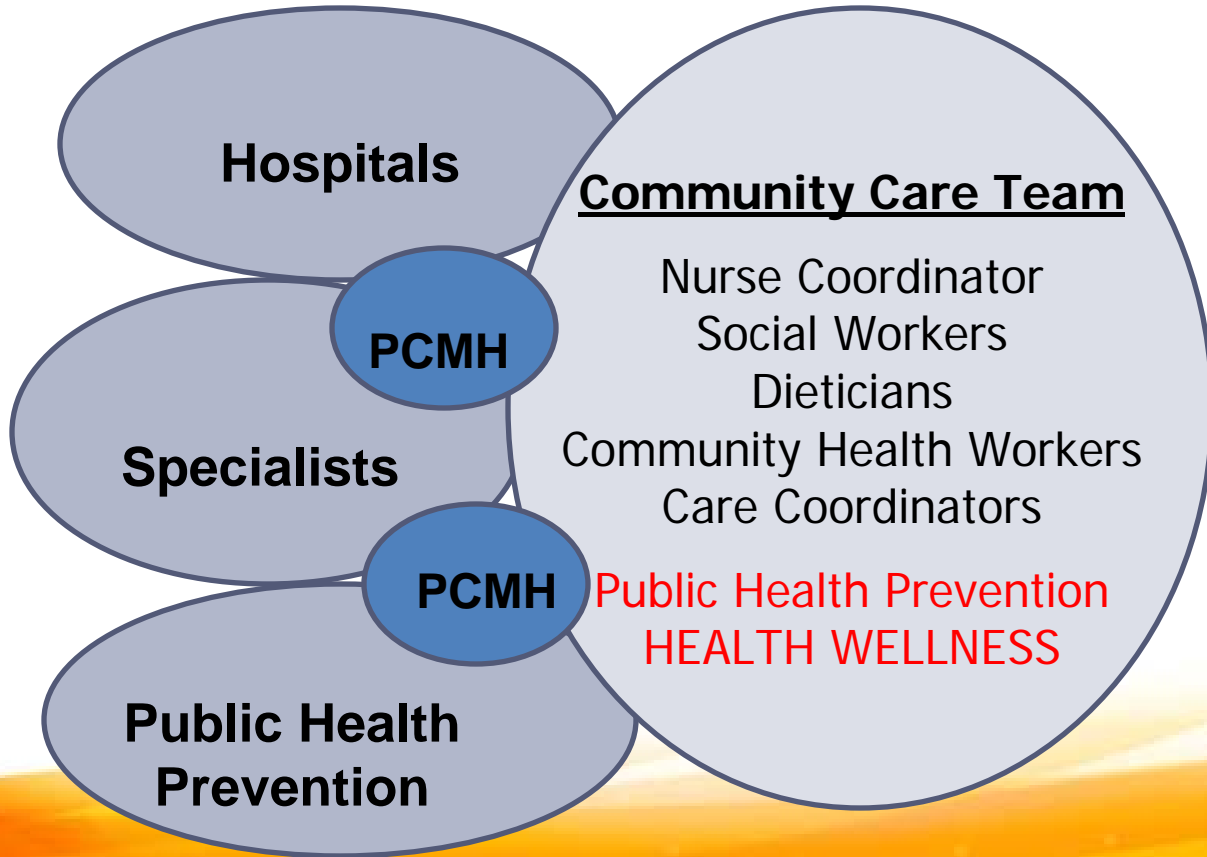 Hospitals
PCMH
Specialists
PCMH
Public Health
Prevention
Community Care Team
Nurse Coordinator
Social Workers
Dieticians
Community Health Workers
Care Coordinators
Public Health Prevention
HEALTH WELLNESS